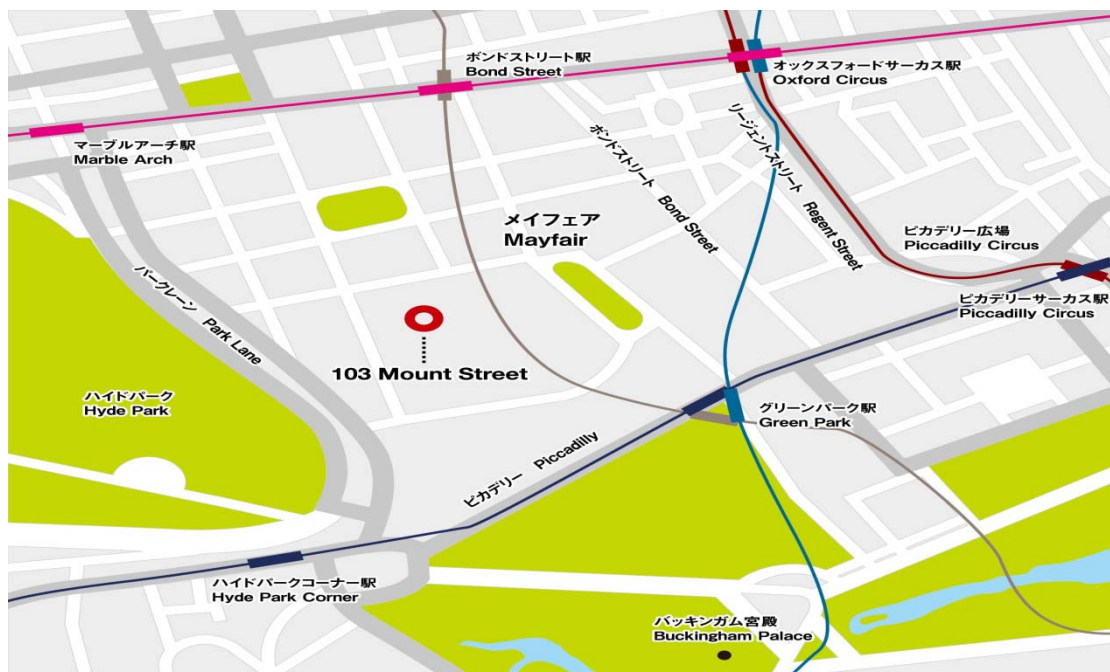 ボンドストリート駅
Bond Street
オックスフォードサーカス駅
Oxford Circus
マーブルアーチ駅
Marble Arch
ボンドストリート Bond Street
リージェントストリート Regent Street
メイフェア
Mayfair
ピカデリー広場
Piccadilly Circus
パークレーン Park Lane
ピカデリーサーカス駅
Piccadilly Circus
103 Mount Street
ハイドパーク
Hyde Park
グリーンパーク駅
Green Park
ピカデリー Piccadilly
ハイドパークコーナー駅
Hyde Park Corner
バッキンガム宮殿
Buckingham Palace